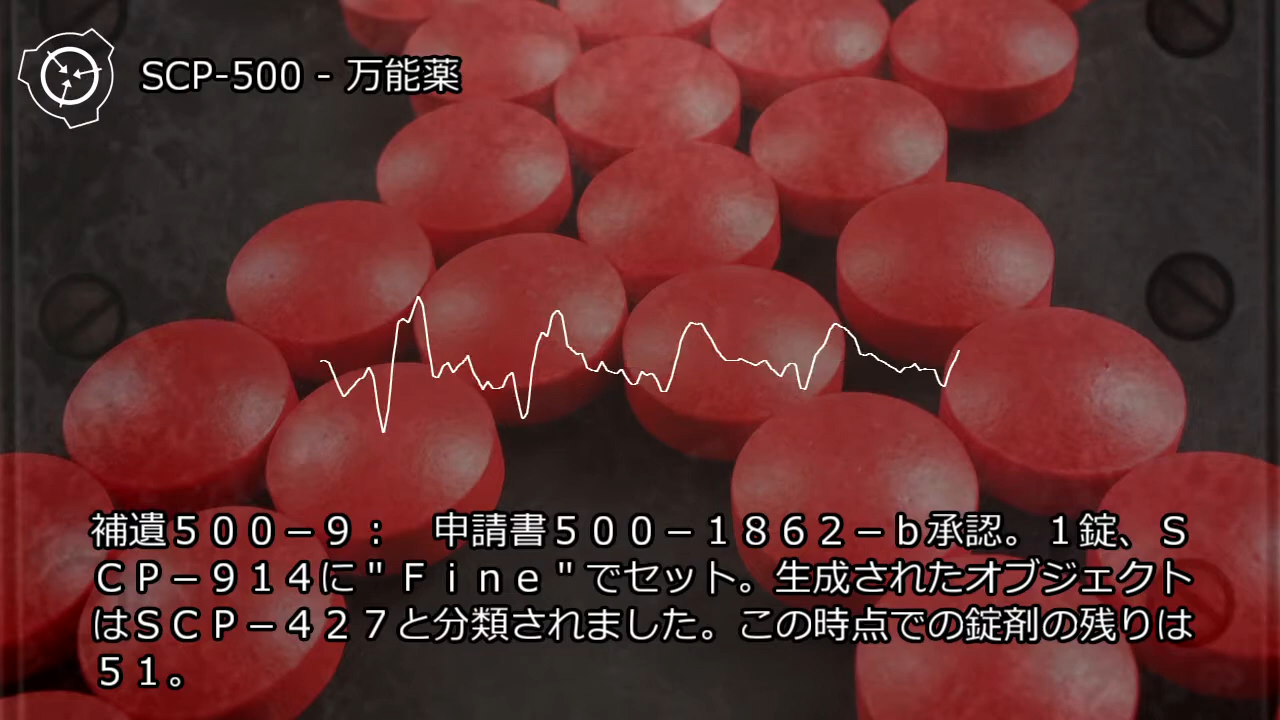 SCP-500 - 万能薬
補遺５００－９：　申請書５００－１８６２－ｂ承認。１錠、Ｓ
ＣＰ－９１４に＂Ｆｉｎｅ＂でセット。生成されたオブジェクト
はＳＣＰ－４２７と分類されました。この時点での錠剤の残りは
５１。